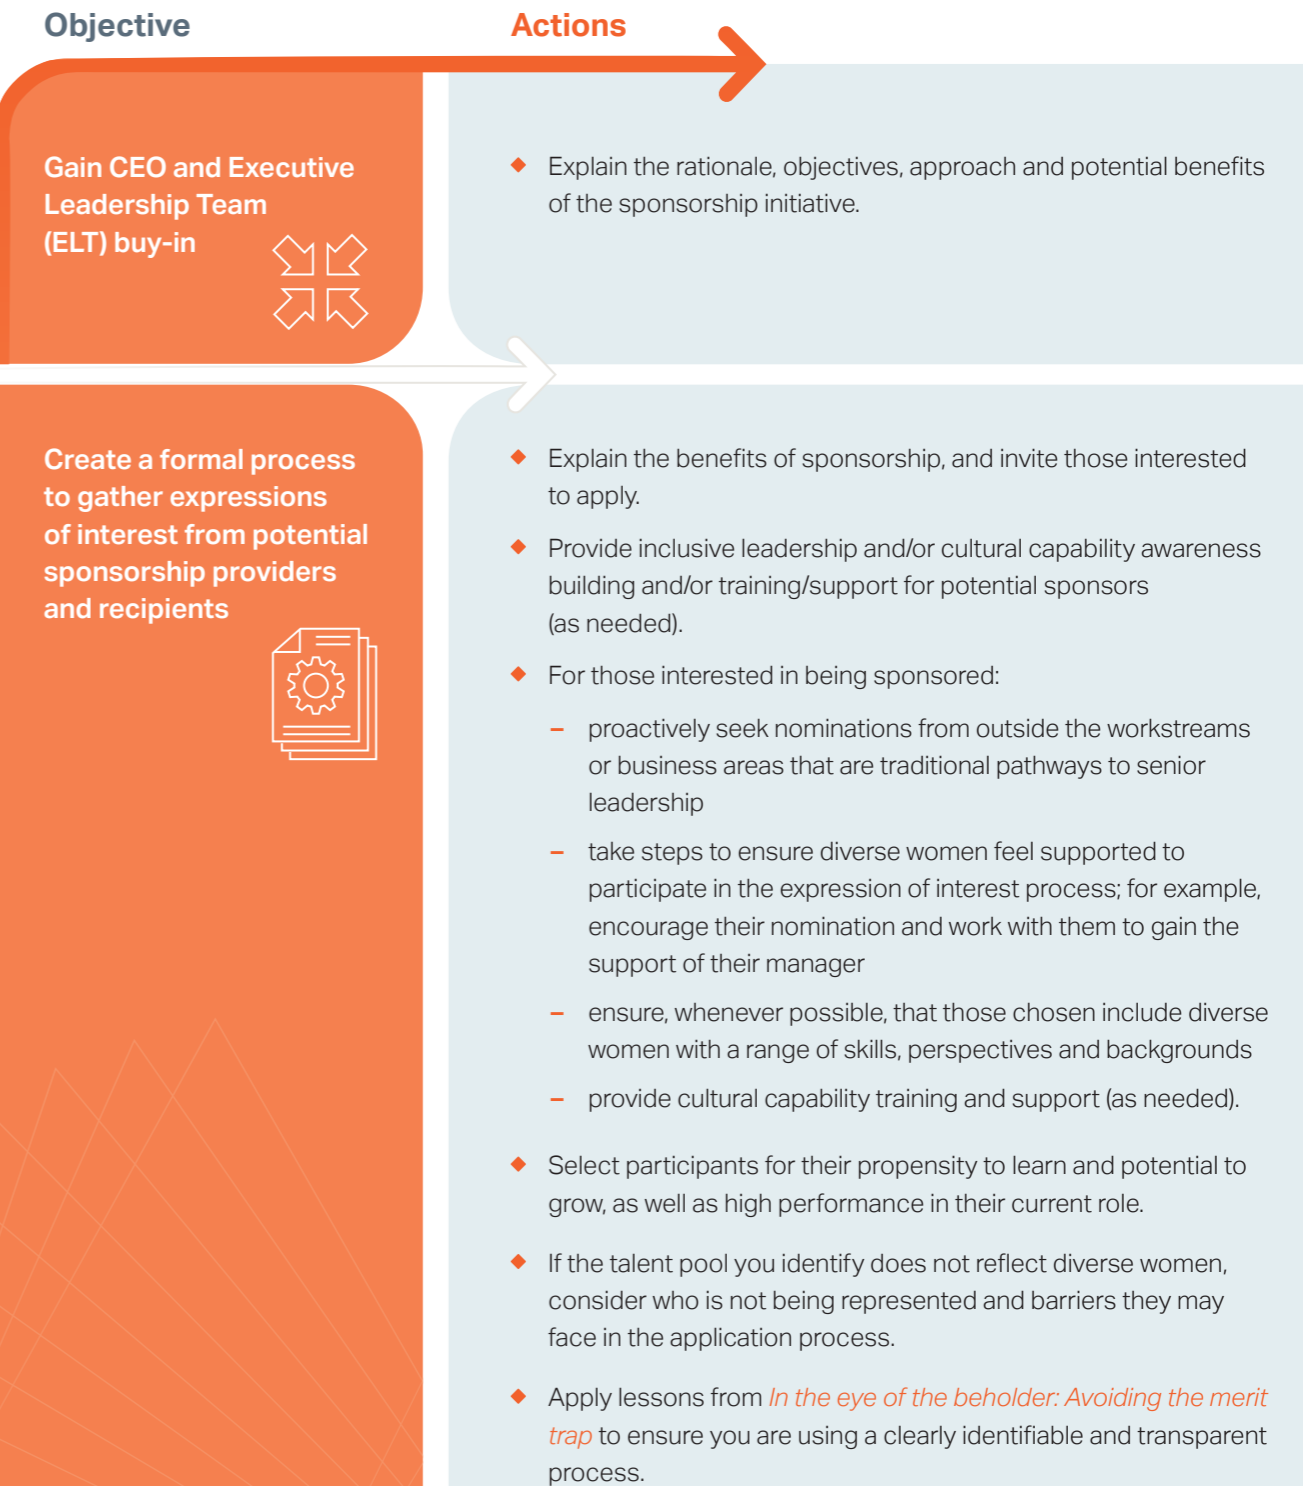 Objective
Actions
Gain CEO and Executive
Leadership Team
(ELT) buy-in
◆ Explain the rationale, objectives, approach and potential benefits
of the sponsorship initiative.
Create a formal process
to gather expressions
of interest from potential
sponsorship providers
and recipients
◆ Explain the benefits of sponsorship, and invite those interested
to apply.
◆ Provide inclusive leadership and/or cultural capability awareness
building and/or training/support for potential sponsors
(as needed).
◆ For those interested in being sponsored:
– proactively seek nominations from outside the workstreams
or business areas that are traditional pathways to senior
leadership
– take steps to ensure diverse women feel supported to
participate in the expression of interest process; for example,
encourage their nomination and work with them to gain the
support of their manager
– ensure, whenever possible, that those chosen include diverse
women with a range of skills, perspectives and backgrounds
– provide cultural capability training and support (as needed).
◆ Select participants for their propensity to learn and potential to
grow, as well as high performance in their current role.
◆ If the talent pool you identify does not reflect diverse women,
consider who is not being represented and barriers they may
face in the application process.
◆ Apply lessons from In the eye of the beholder: Avoiding the merit
trap to ensure you are using a clearly identifiable and transparent
process.